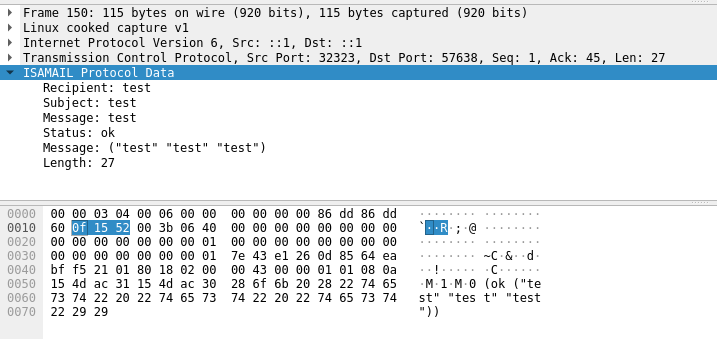 Frame 150: 115 bytes on wire (920 bits), 115 bytes captured (920 bits)
Linux cooked capture v1
Internet Protocol Version 6, Src: ::1, Dst: ::1
Transmission Control Protocol, Src Port: 32323, Dst Port: 57638, Seq: 1, Ack: 45, Len: 27
ISAMAIL Protocol Data
Recipient: test
Subject: test
Message: test
Status: ok
Message: ("test" "test" "test")
Length: 27
0000 00 00 03 04 00 06 00 00 00 00 00 00 86 dd 86 dd ········ ········
0010 60 0f 15 52 00 3b 06 40 00 00 00 00 00 00 00 00 `··R·;·@ ········
0020 00 00 00 00 00 00 00 01 00 00 00 00 00 00 00 00 ········ ········
0030 00 00 00 00 00 00 00 01 7e 43 e1 26 0d 85 64 ea ········ ~C·&··d·
0040 bf f5 21 01 80 18 02 00 00 43 00 00 01 01 08 0a ··!····· ·C······
0050 15 4d ac 31 15 4d ac 30 28 6f 6b 20 28 22 74 65 ·M·1·M·0 (ok ("te
0060 73 74 22 20 22 74 65 73 74 22 20 22 74 65 73 74 st" "tes t" "test
0070 22 29 29 "))